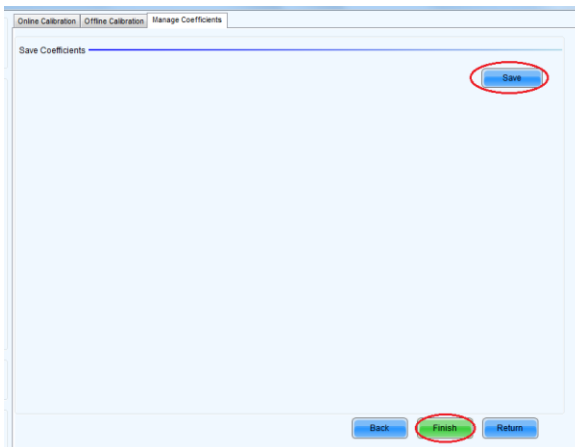 Online Calibration Offline Calibration Manage Coefficients
Save Coefficients
Save
Back Finish Return